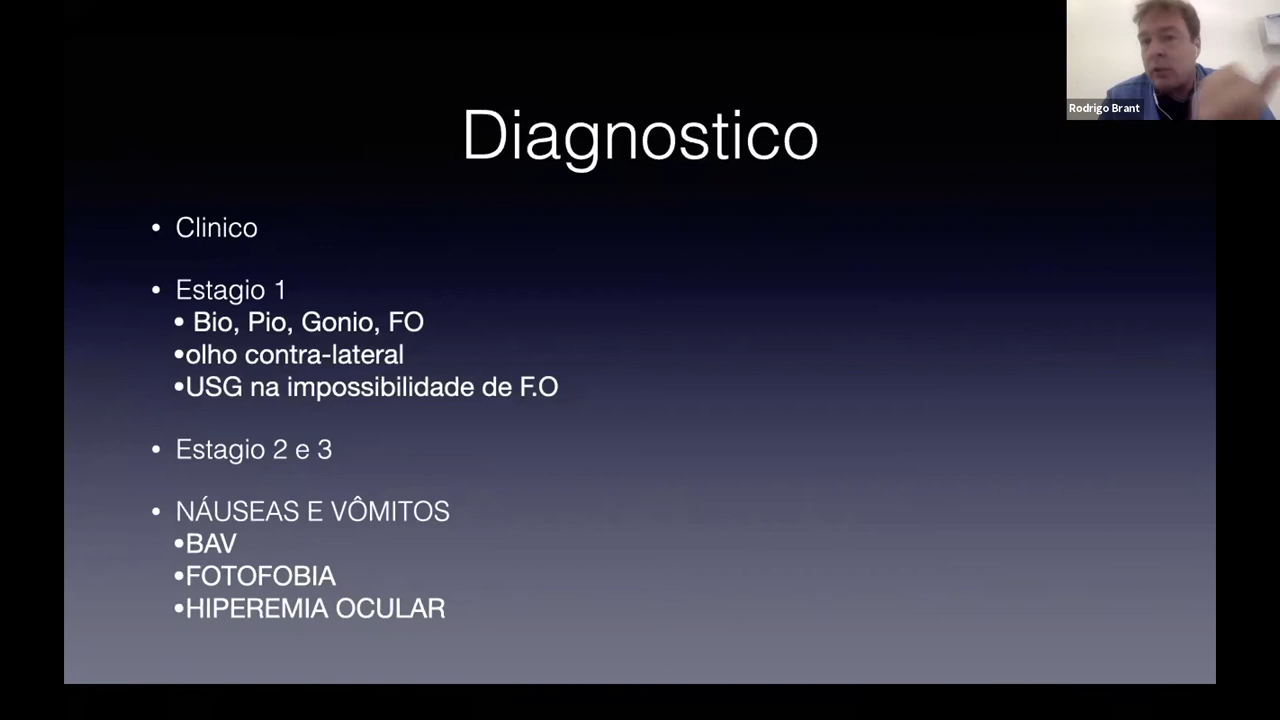 Rodrigo Brant
Diagnostico
• Clinico
• Estagio 1
• Bio, Pio, Gonio, FO
•olho contra-lateral
•USG na impossibilidade de F.O
• Estagio 2 e 3
• NÁUSEAS E VÔMITOS
•BAV
•FOTOFOBIA
•HIPEREMIA OCULAR